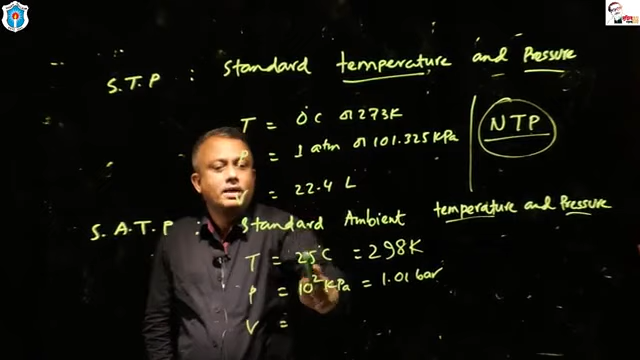 S.T.P : Standard temperature and Pressure
T = 0°C or 273K
P = 1 atm or 101.325 KPa
NTP
V = 22.4 L
S.A.T.P : Standard Ambient temperature and Pressure
T = 25°C = 298K
P = 10² KPa = 1.01 bar
V =